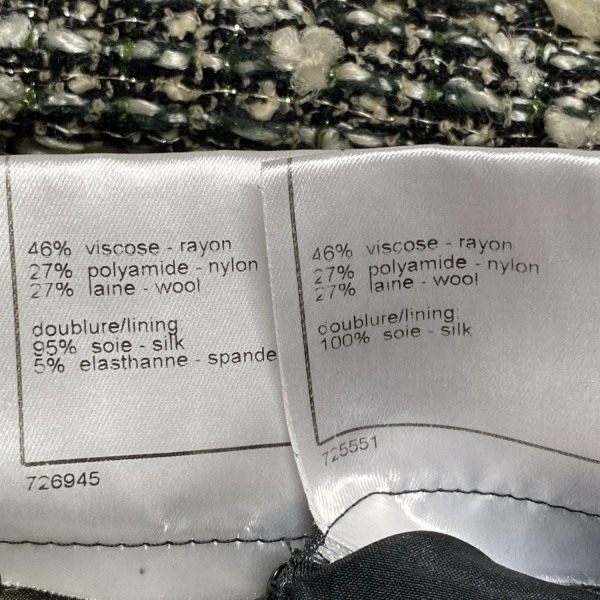 46% viscose - rayon
27% polyamide - nylon
27% laine - wool
doublure/lining
95% soie - silk
5% elasthanne - spande
726945
46% viscose - rayon
27% polyamide - nylon
27% laine - wool
doublure/lining
100% soie - silk
725551